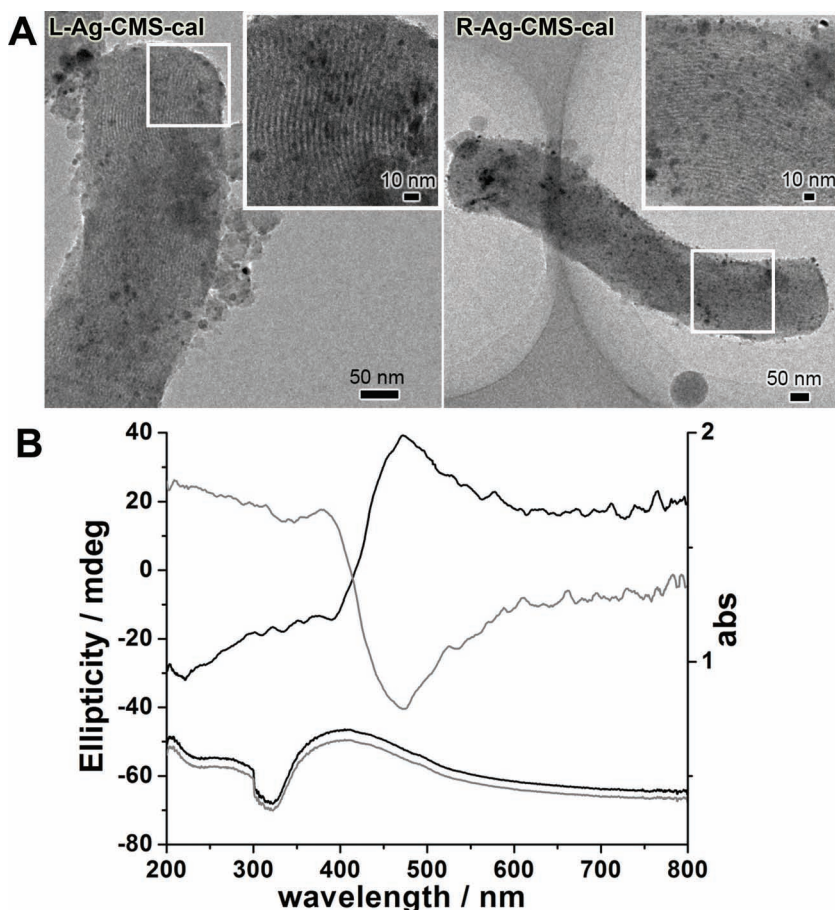 A
L-Ag-CMS-cal
10 nm
50 nm
R-Ag-CMS-cal
10 nm
50 nm
B
Ellipticity / mdeg
40
20
0
-20
-40
-60
-80
200 300 400 500 600 700 800
wavelength / nm
2
1
abs